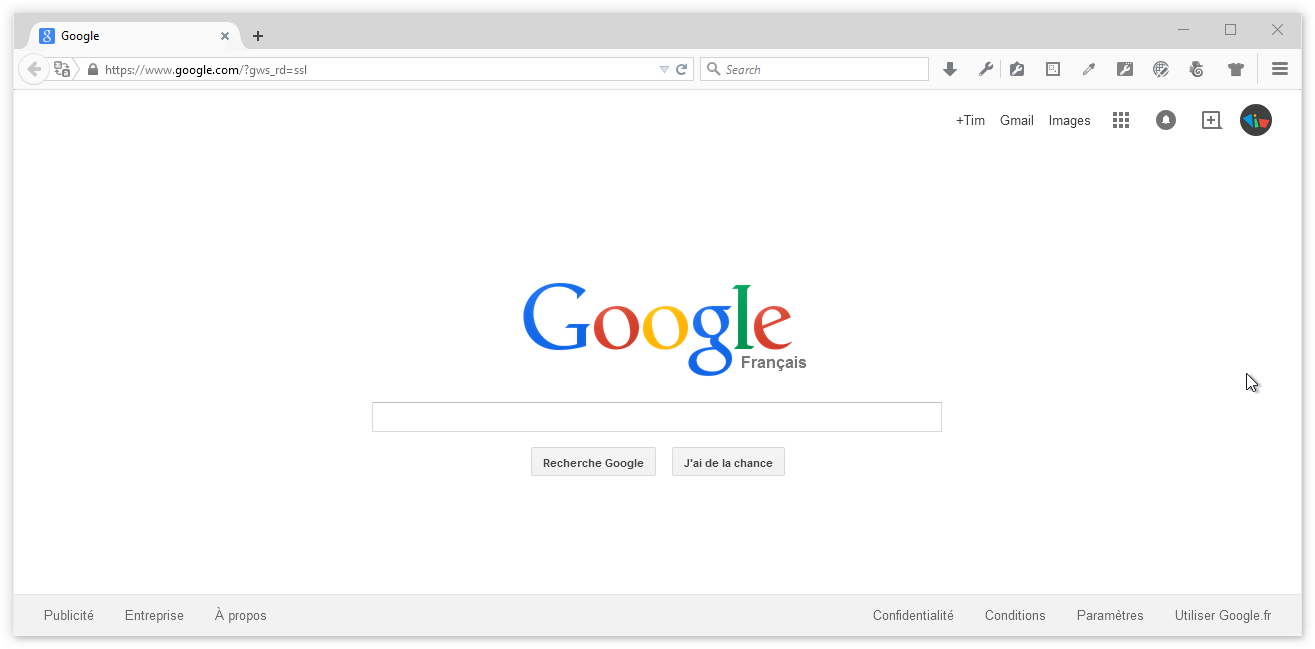 Google
https://www.google.com/?gws_rd=ssl
Search
+Tim Gmail Images
Google
Français
Recherche Google J'ai de la chance
Publicité Entreprise À propos Confidentialité Conditions Paramètres Utiliser Google.fr